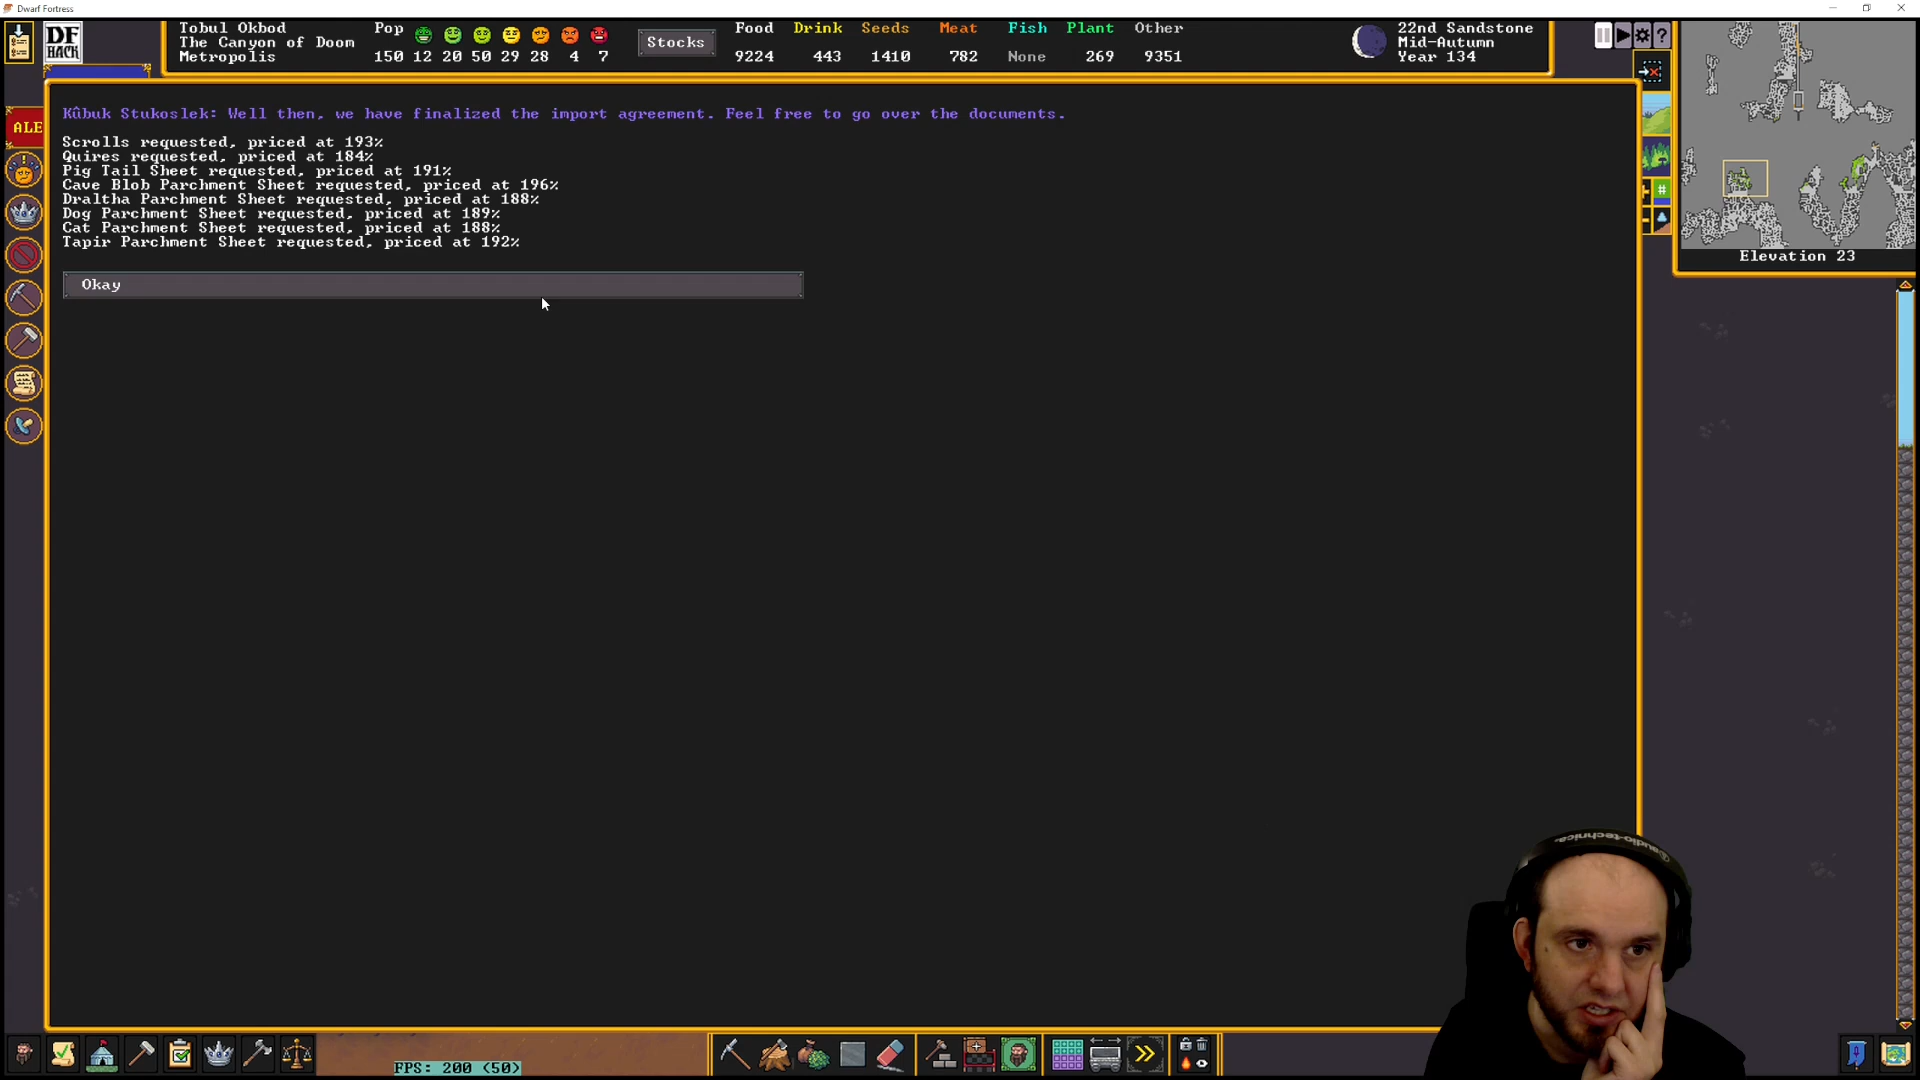 Dwarf Fortress
DF
HACK
Tobul Okbod
The Canyon of Doom
Metropolis
Pop
150 12 20 50 29 28 4 7
Stocks
Food Drink Seeds Meat Fish Plant Other
9224 443 1410 782 None 269 9351
22nd Sandstone
Mid-Autumn
Year 134
?
ALE
Kûbuk Stukoslek: Well then, we have finalized the import agreement. Feel free to go over the documents.
Scrolls requested, priced at 193%
Quires requested, priced at 184%
Pig Tail Sheet requested, priced at 191%
Cave Blob Parchment Sheet requested, priced at 196%
Draltha Parchment Sheet requested, priced at 188%
Dog Parchment Sheet requested, priced at 189%
Cat Parchment Sheet requested, priced at 188%
Tapir Parchment Sheet requested, priced at 192%
Okay
Elevation 23
audio-technica
FPS: 200 (50)